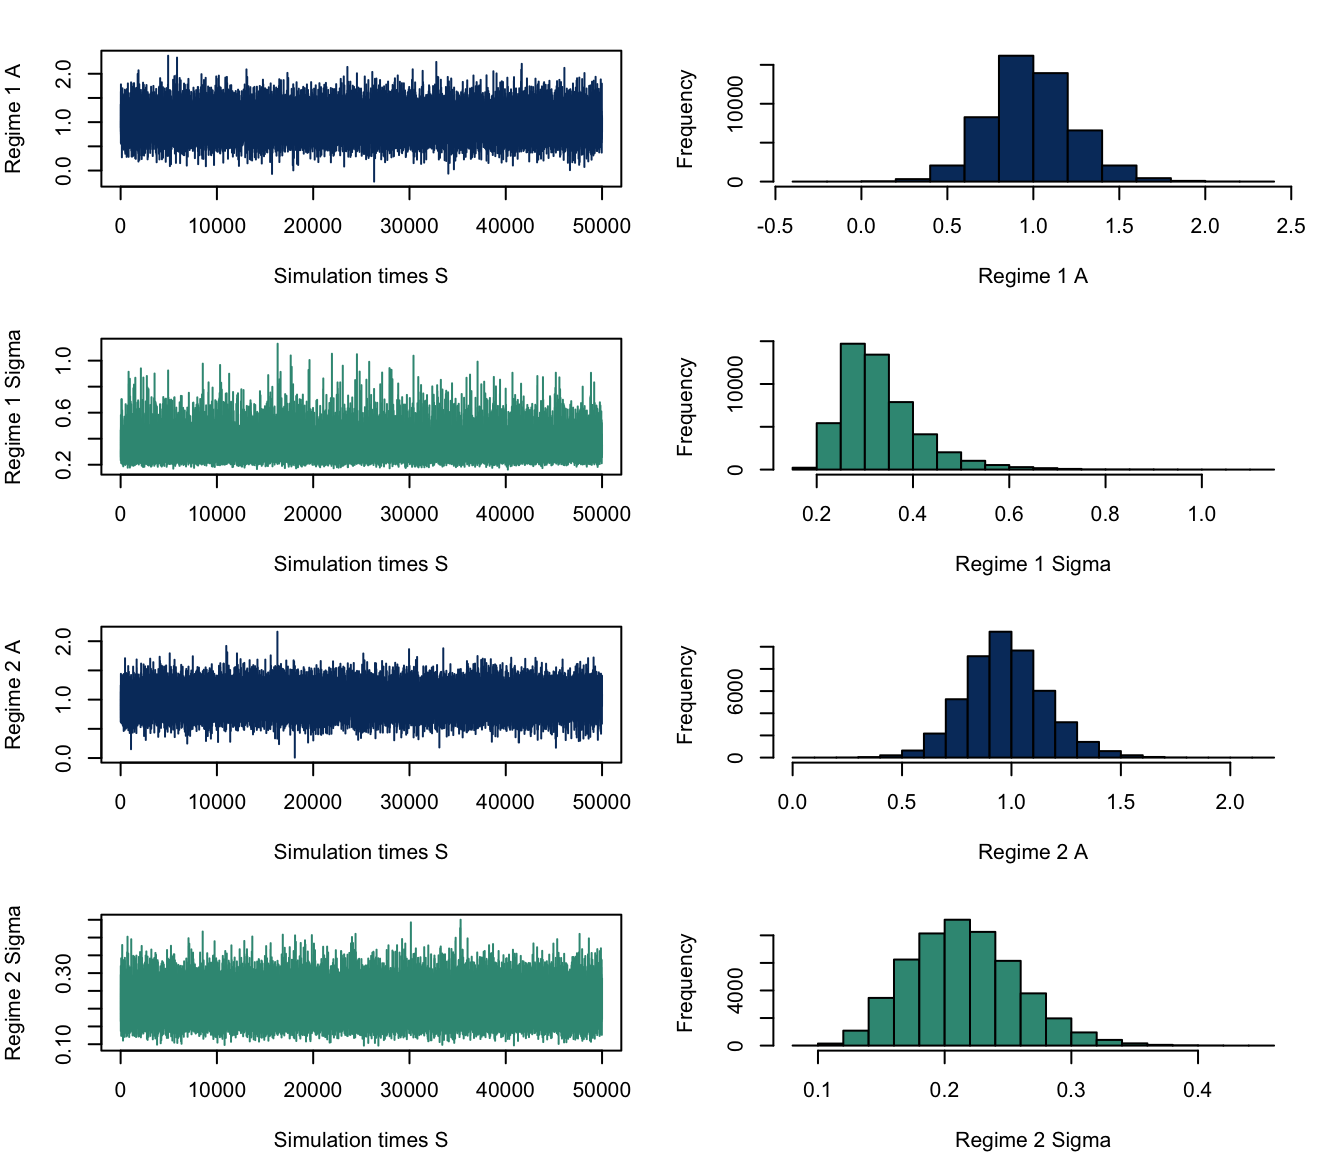 Regime 1 A
0.0 1.0 2.0
0 10000 20000 30000 40000 50000
Simulation times S
Frequency
0 10000
-0.5 0.0 0.5 1.0 1.5 2.0 2.5
Regime 1 A
Regime 1 Sigma
0.2 0.6 1.0
0 10000 20000 30000 40000 50000
Simulation times S
Frequency
0 10000
0.2 0.4 0.6 0.8 1.0
Regime 1 Sigma
Regime 2 A
0.0 1.0 2.0
0 10000 20000 30000 40000 50000
Simulation times S
Frequency
0 6000
0.0 0.5 1.0 1.5 2.0
Regime 2 A
Regime 2 Sigma
0.10 0.30
0 10000 20000 30000 40000 50000
Simulation times S
Frequency
0 4000
0.1 0.2 0.3 0.4
Regime 2 Sigma